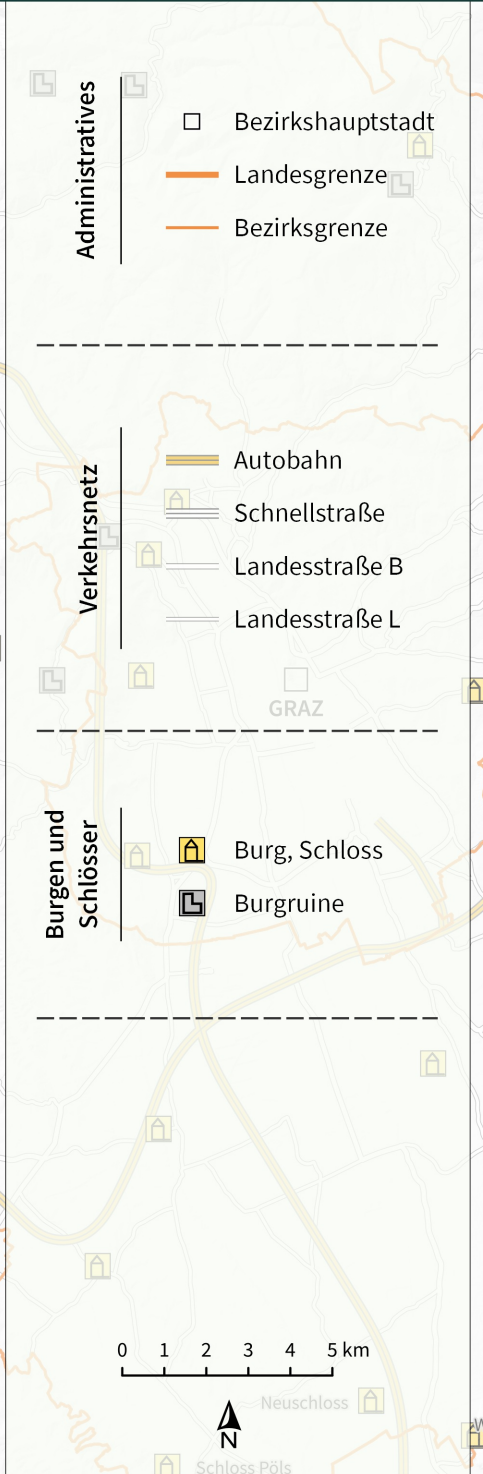 Administratives
Bezirkshauptstadt
Landesgrenze
Bezirksgrenze
Verkehrsnetz
Autobahn
Schnellstraße
Landesstraße B
Landesstraße L
GRAZ
Burgen und
Schlösser
Burg, Schloss
Burgruine
0 1 2 3 4 5 km
Neuschloss
N
W
Schloss Pöls